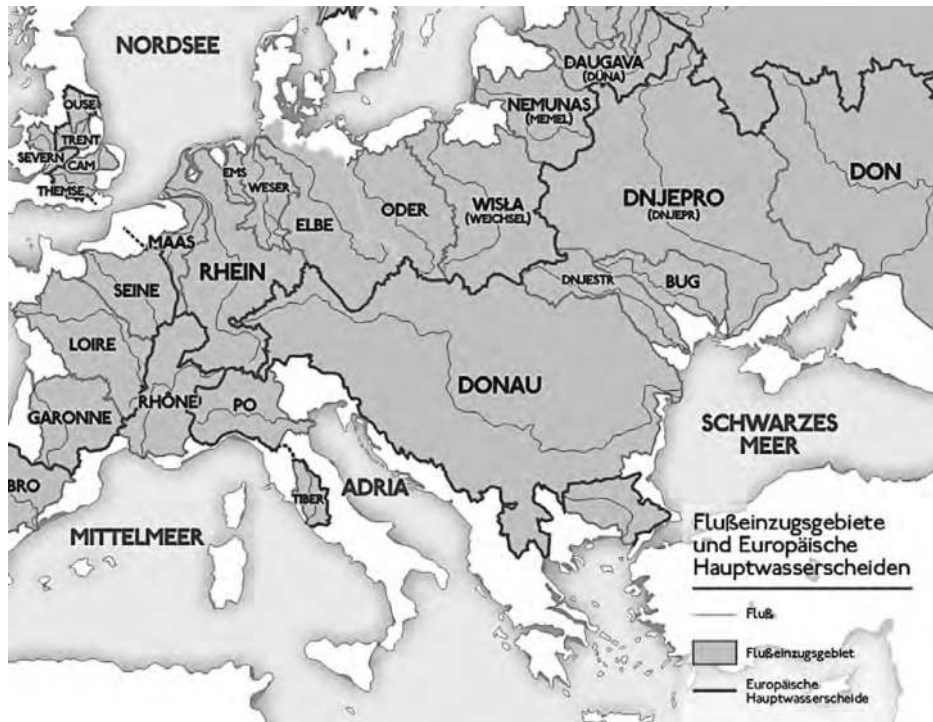 NORDSEE
DAUGAVA
(DÜNA)
NEMUNAS
(MEMEL)
OUSE
TRENT
SEVERN
CAM
THEMSE
EMS
WESER
ELBE
ODER
WISŁA
(WEICHSEL)
DNJEPRO
(DNJEPR)
DON
MAAS
RHEIN
SEINE
DNJESTR
BUG
LOIRE
DONAU
GARONNE
RHÔNE
PO
SCHWARZES
MEER
BRO
TIBER
ADRIA
MITTELMEER
Flußeinzugsgebiete
und Europäische
Hauptwasserscheiden
Fluß
Flußeinzugsgebiet
Europäische
Hauptwasserscheide